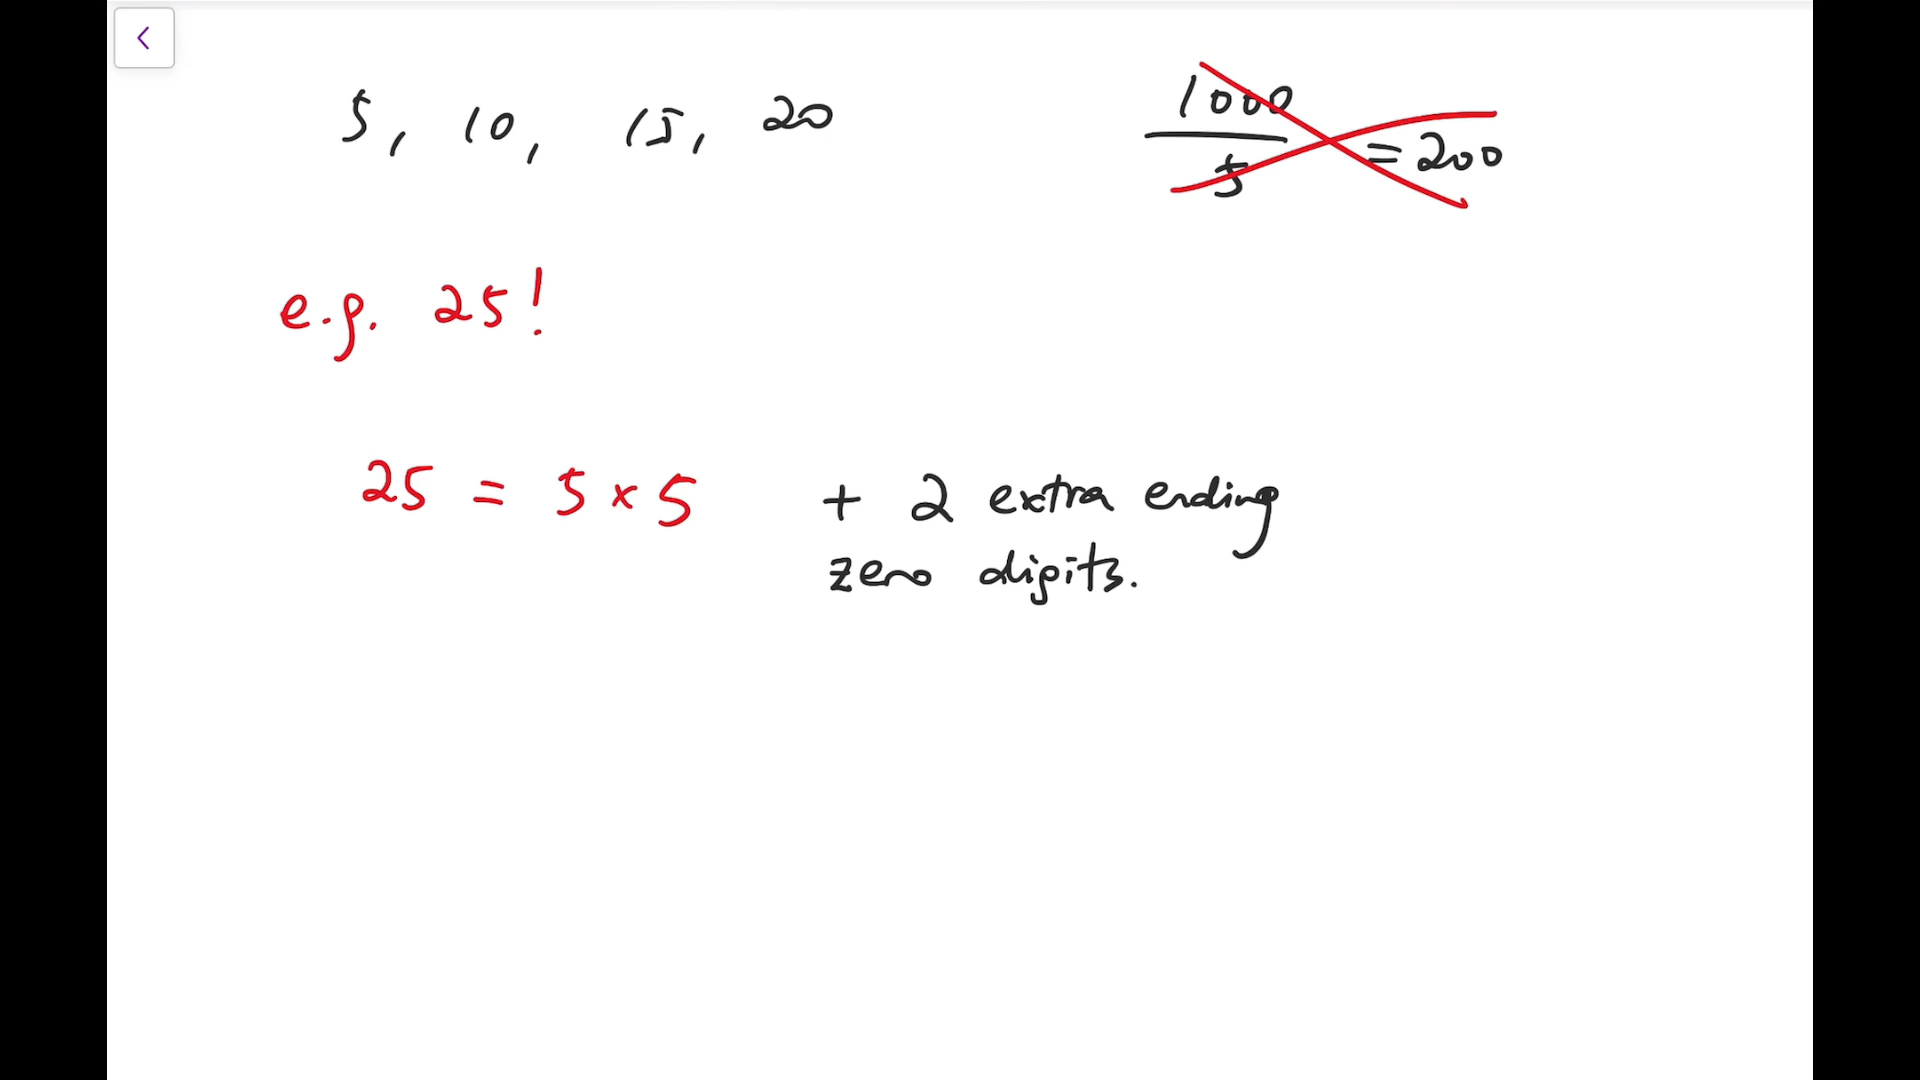 5, 10, 15, 20
1000
5
= 200
e.g. 25!
25 = 5 x 5
+ 2 extra ending
zero digits.